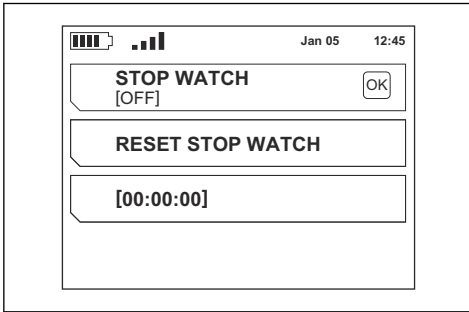 Jan 05 12:45
STOP WATCH
[OFF]
OK
RESET STOP WATCH
[00:00:00]